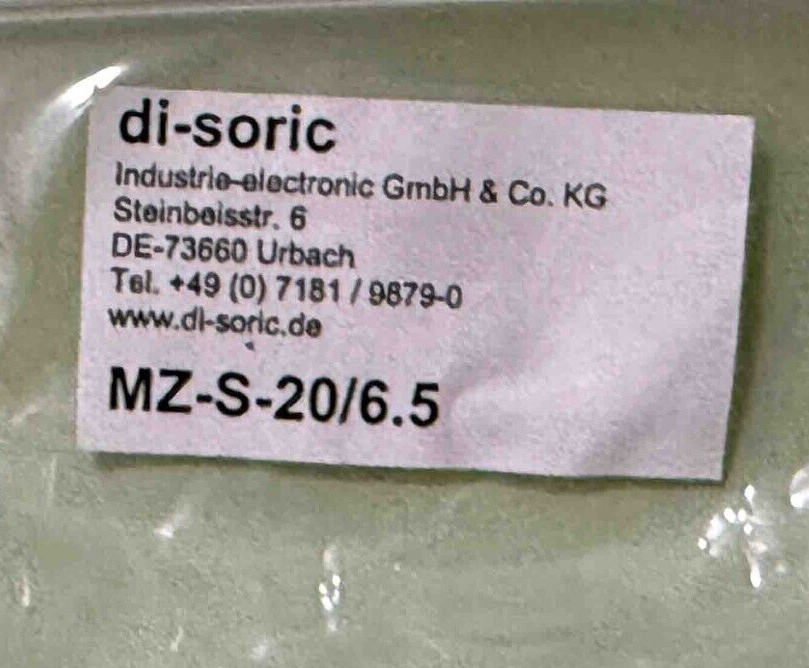 di-soric
Industrie-electronic GmbH & Co. KG
Steinbeisstr. 6
DE-73660 Urbach
Tel. +49 (0) 7181 / 9879-0
www.di-soric.de
MZ-S-20/6.5